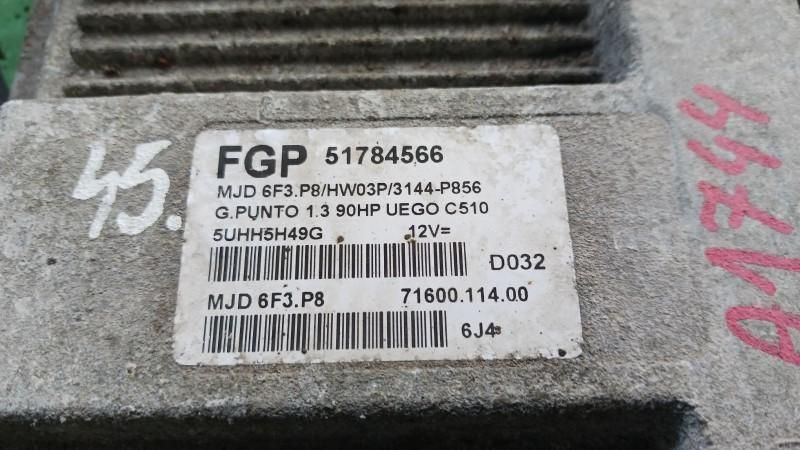 FGP 51784566
MJD 6F3.P8/HW03P/3144-P856
G.PUNTO 1.3 90HP UEGO C510
5UHH5H49G 12V=
D032
MJD 6F3.P8 71600.114.00
6J4
45.
A1744